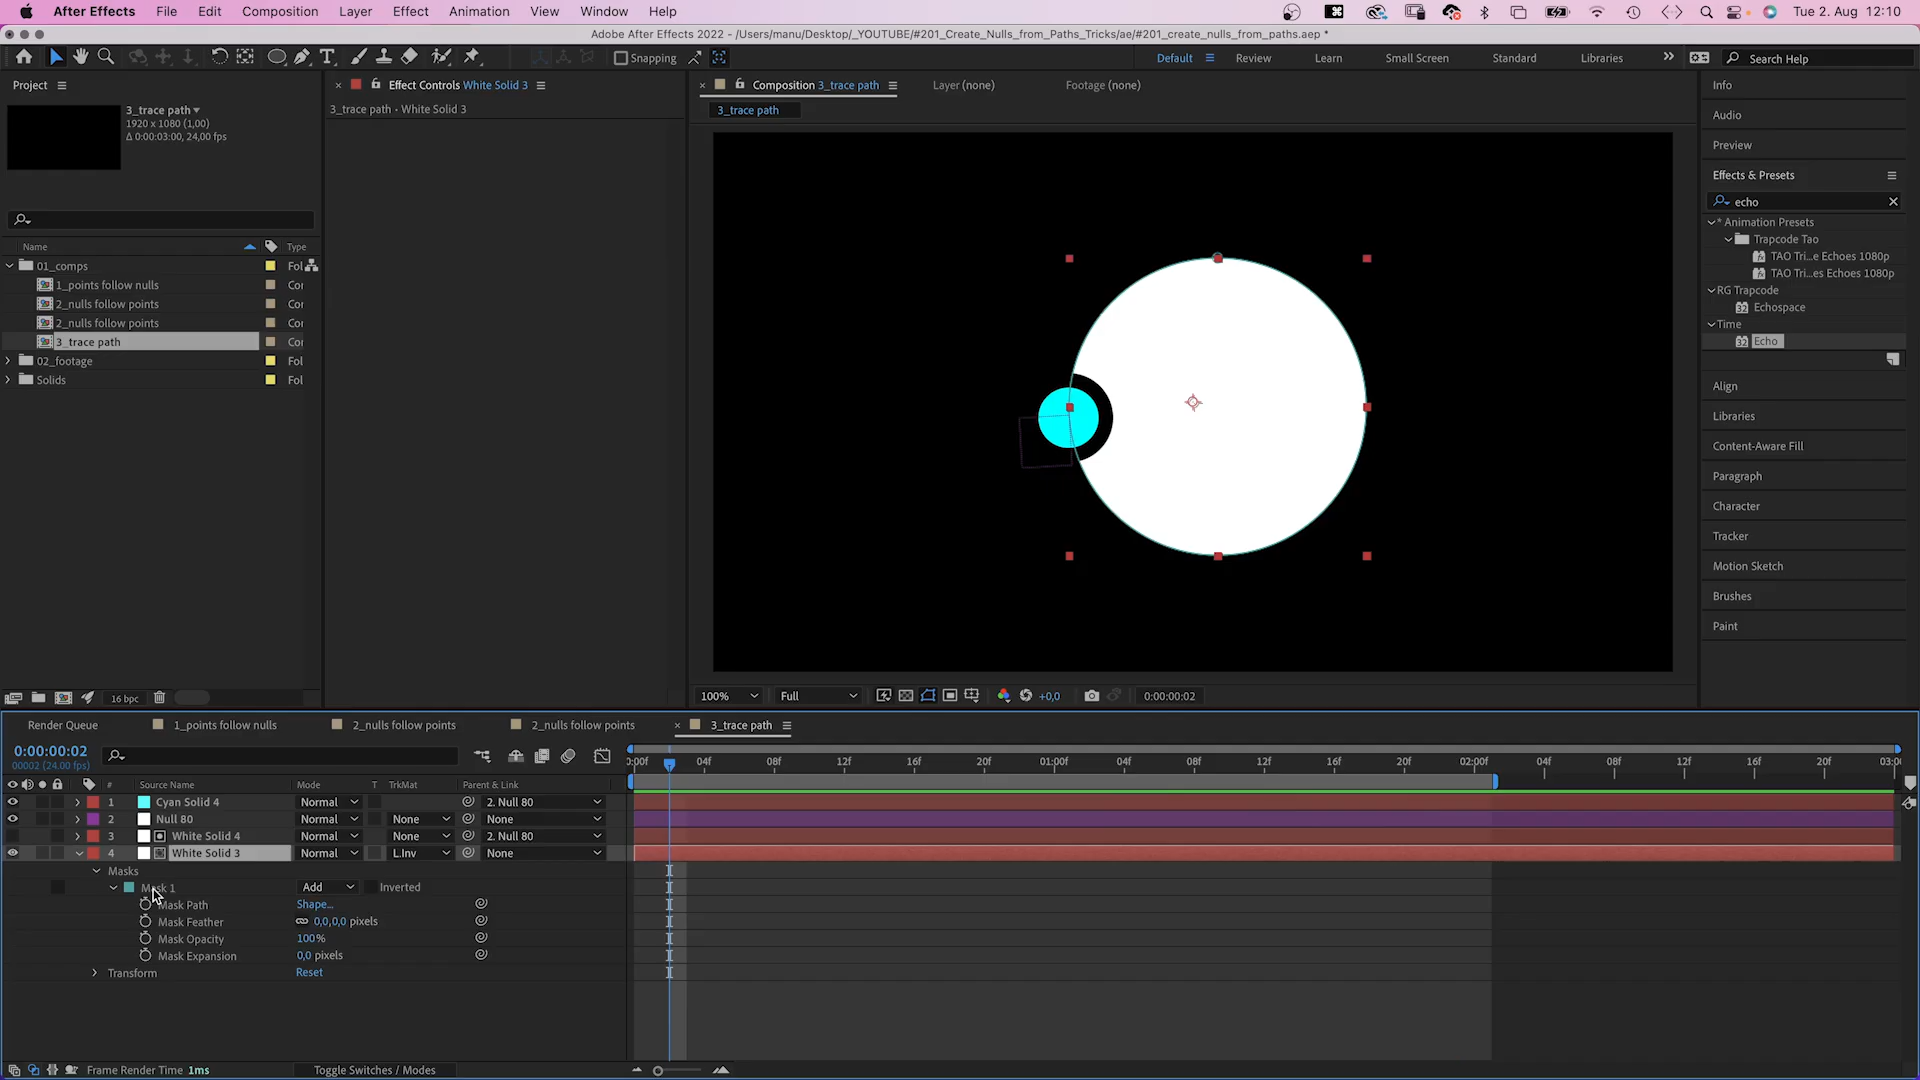 After Effects File Edit Composition Layer Effect Animation View Window Help Tue 2. Aug 12:10
Adobe After Effects 2022 - /Users/manu/Desktop/_YOUTUBE/#201_Create_Nulls_from_Paths_Tricks/ae/#201_create_nulls_from_paths.aep *
Snapping Default Review Learn Small Screen Standard Libraries Search Help
Project
Effect Controls White Solid 3
Composition 3_trace path
Layer (none)
Footage (none)
Info
3_trace path
1920 x 1080 (1,00)
Δ 0:00:03:00, 24,00 fps
3_trace path • White Solid 3
3_trace path
Audio
Preview
Effects & Presets
echo
* Animation Presets
Trapcode Tao
TAO Tri...e Echoes 1080p
TAO Tri...es Echoes 1080p
RG Trapcode
Echospace
Time
Echo
Align
Libraries
Content-Aware Fill
Paragraph
Character
Tracker
Motion Sketch
Brushes
Paint
Name Type
01_comps Fol
1_points follow nulls Cor
2_nulls follow points Cor
2_nulls follow points Cor
3_trace path Cor
02_footage Fol
Solids Fol
16 bpc
100% Full +0,0 0:00:00:02
Render Queue 1_points follow nulls 2_nulls follow points 2_nulls follow points 3_trace path
0:00:00:02
00002 (24.00 fps)
0:00f 04f 08f 12f 16f 20f 01:00f 04f 08f 12f 16f 20f 02:00f 04f 08f 12f 16f 20f 03:0
# Source Name Mode T TrkMat Parent & Link
1 Cyan Solid 4 Normal 2. Null 80
2 Null 80 Normal None None
3 White Solid 4 Normal None 2. Null 80
4 White Solid 3 Normal L.Inv None
Masks
Mask 1 Add Inverted
Mask Path Shape...
Mask Feather 0,0,0,0 pixels
Mask Opacity 100%
Mask Expansion 0,0 pixels
Transform Reset
Frame Render Time 1ms Toggle Switches / Modes